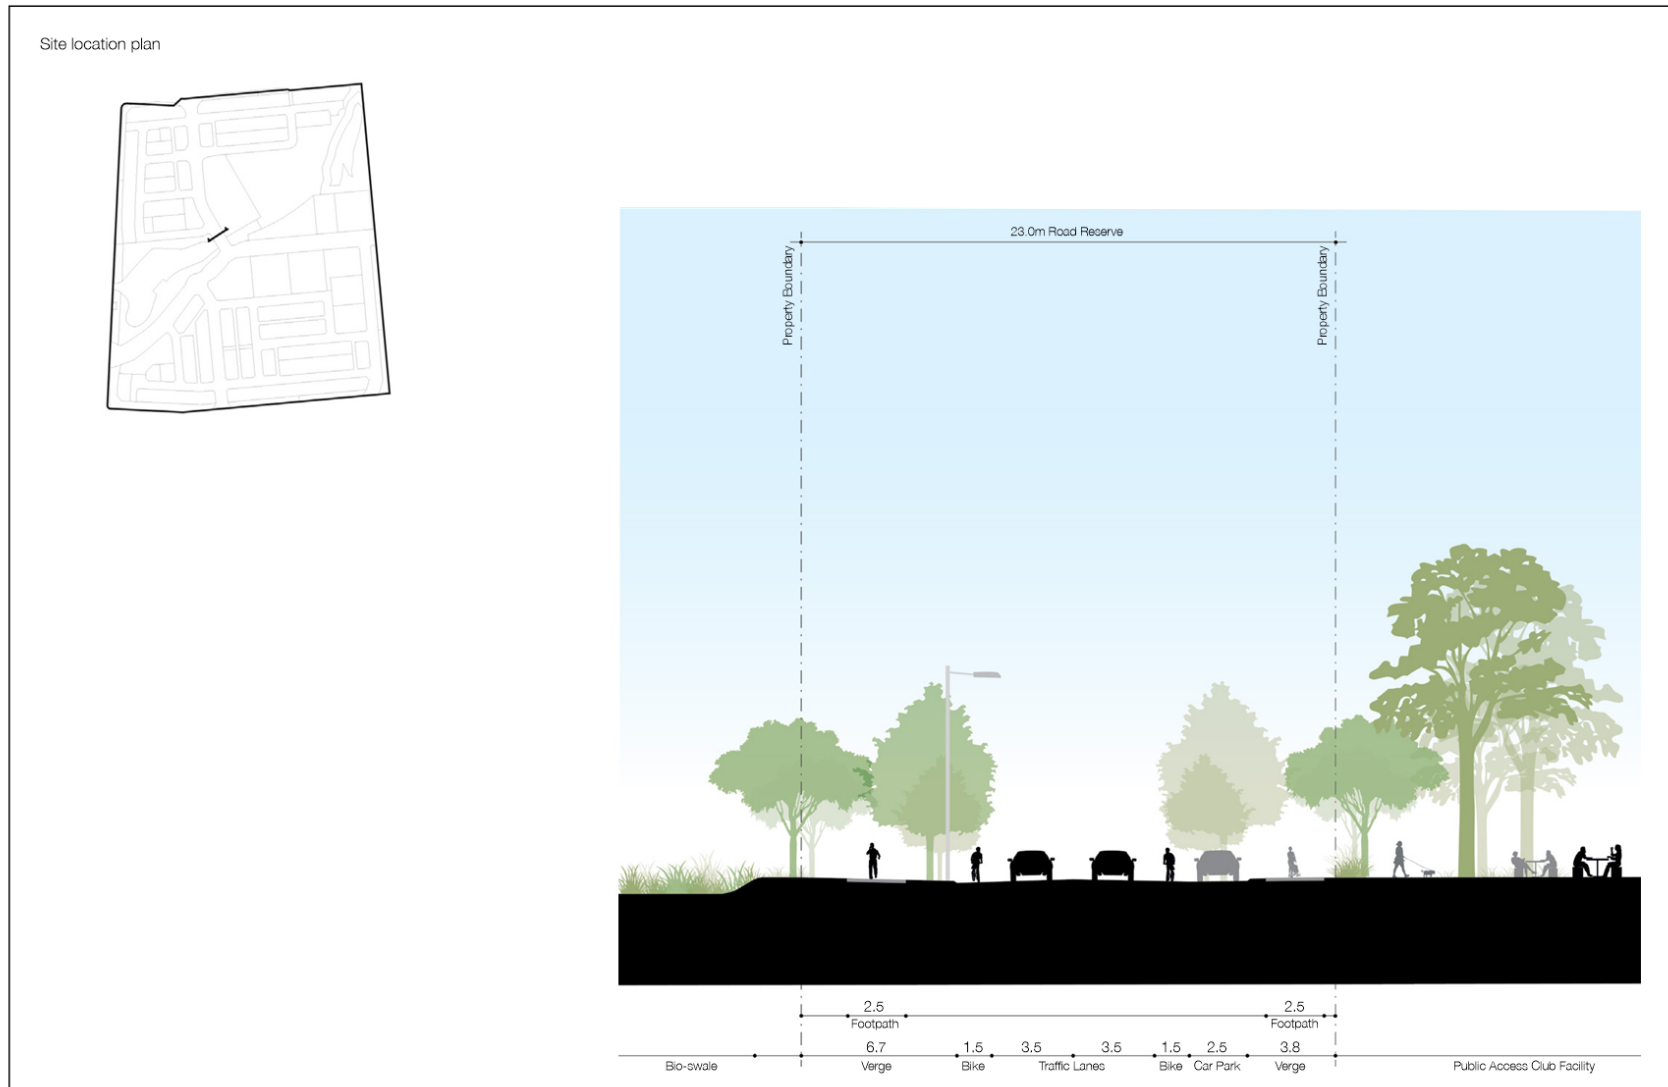 Site location plan
23.0m Road Reserve
Property Boundary
Property Boundary
2.5 2.5
Footpath Footpath
6.7 1.5 3.5 3.5 1.5 2.5 3.8
Bio-swale Verge Bike Traffic Lanes Bike Car Park Verge Public Access Club Facility